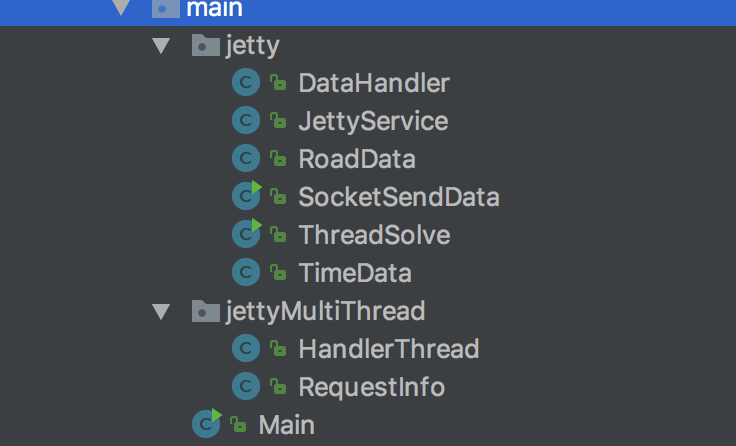 main
jetty
DataHandler
JettyService
RoadData
SocketSendData
ThreadSolve
TimeData
jettyMultiThread
HandlerThread
RequestInfo
Main